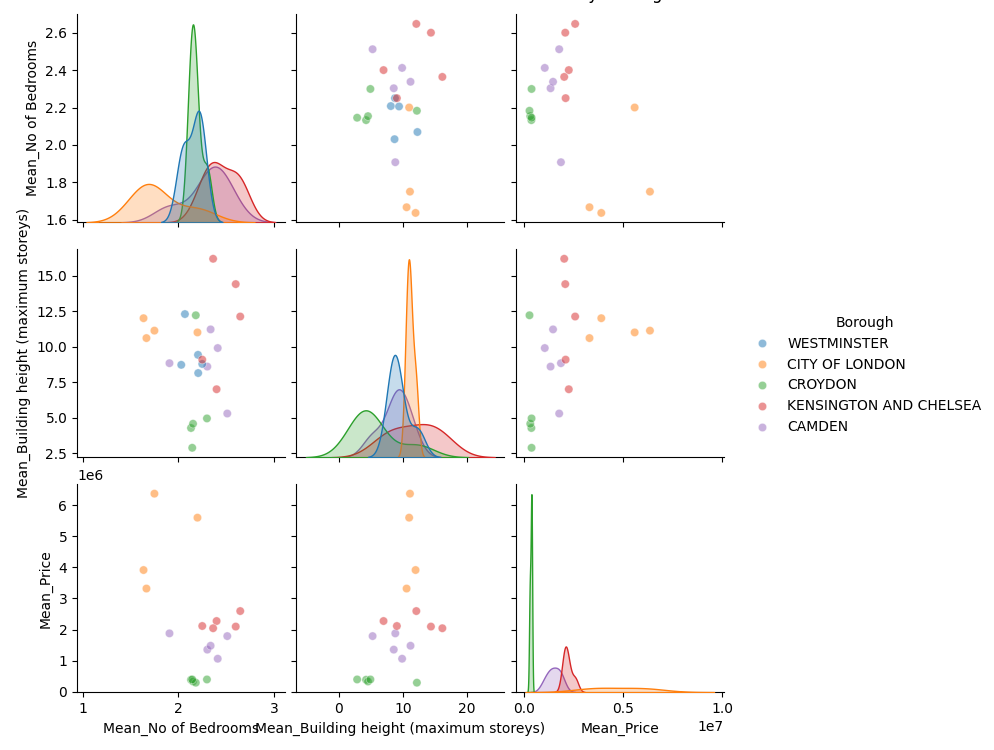 2.6
2.4
2.2
2.0
1.8
1.6
Mean_No of Bedrooms
15.0
12.5
10.0
7.5
5.0
2.5
Mean_Building height (maximum storeys)
Borough
WESTMINSTER
CITY OF LONDON
CROYDON
KENSINGTON AND CHELSEA
CAMDEN
1e6
6
5
4
3
2
1
0
Mean_Price
1 2 3
Mean_No of Bedrooms
0 10 20
Mean_Building height (maximum storeys)
0.0 0.5 1.0
1e7
Mean_Price